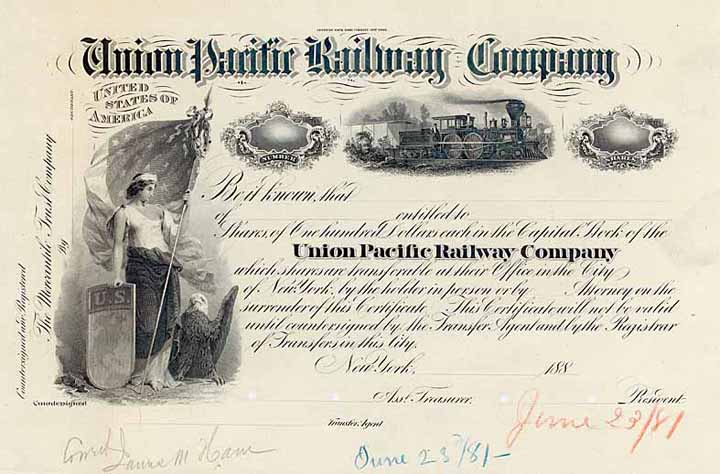 Union Pacific Railway Company
UNITED
STATES OF
AMERICA
NUMBER
SHARES
Be it known, that
of entitled to
Shares, of One hundred Dollars each in the Capital Stock of the
Union Pacific Railway Company
which shares are transferable at their Office in the City
of New York, by the holder in person or by Attorney on the
surrender of this Certificate. This Certificate will not be valid
until countersigned by the Transfer Agent and by the Registrar
of Transfers in this City.
New York, 188
Asst. Treasurer. President.
Transfer Agent
Countersigned and Registered
The Mercantile Trust Company
By
U.S.
Countersigned
June 23/81
June 23/81-